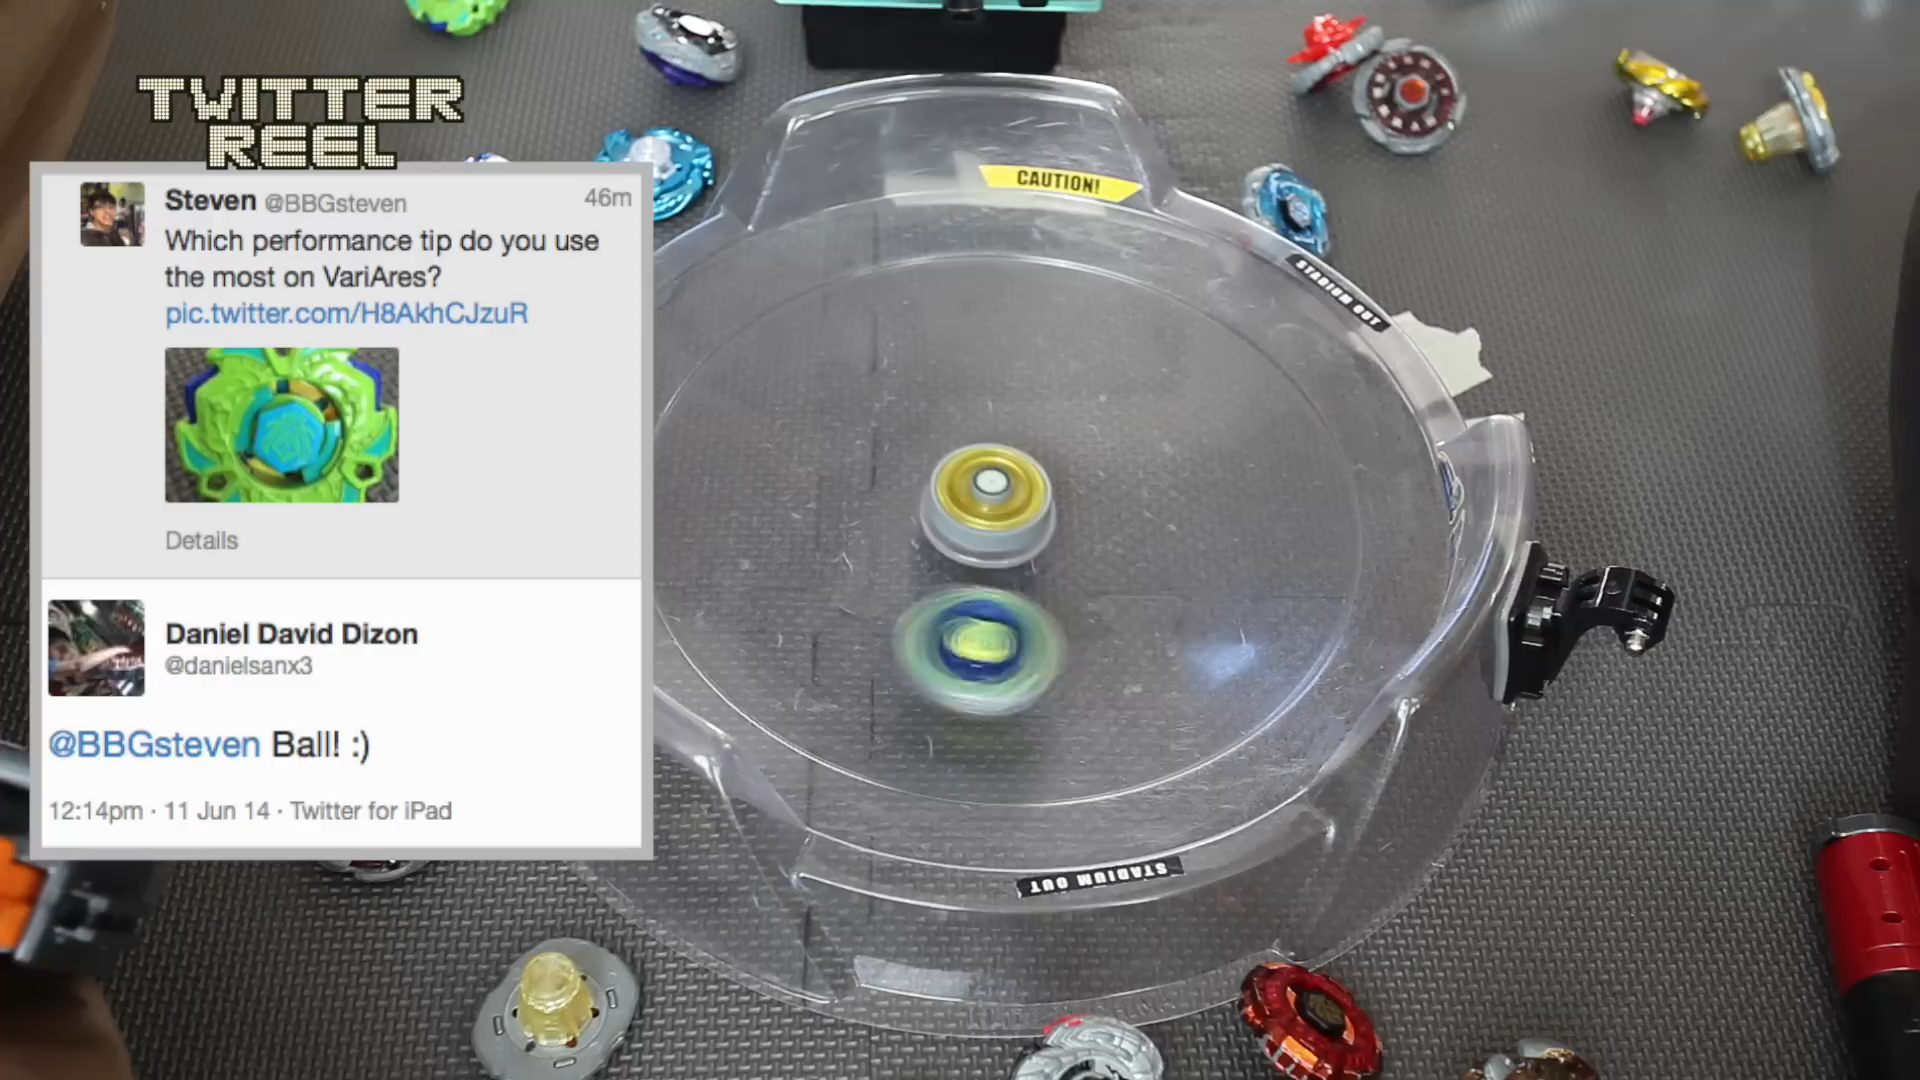 TWITTER
REEL
Steven @BBGsteven 46m
Which performance tip do you use
the most on VariAres?
pic.twitter.com/H8AkhCJzuR
Details
Daniel David Dizon
@danielsanx3
@BBGsteven Ball! :)
12:14pm · 11 Jun 14 · Twitter for iPad
CAUTION!
STADIUM OUT
STADIUM OUT